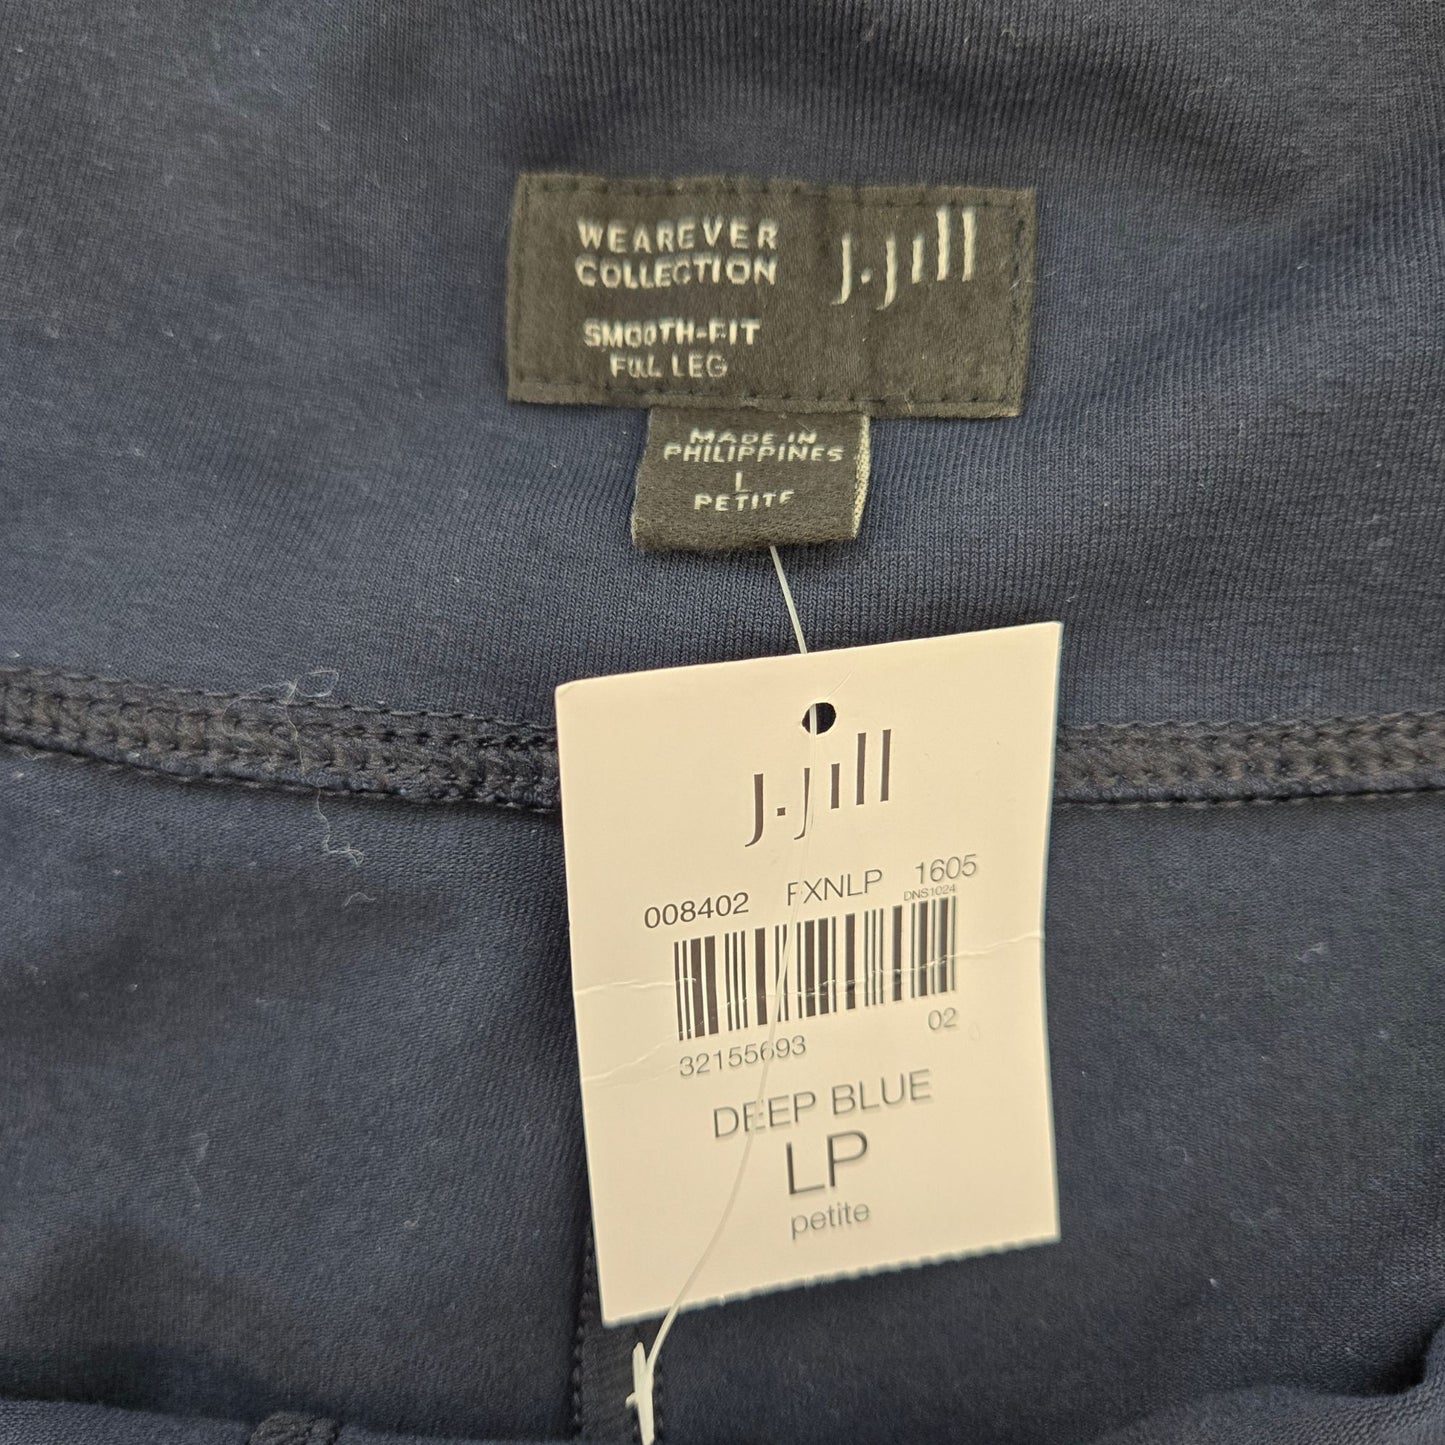 WEAREVER
COLLECTION
J.Jill
SMOOTH-FIT
FULL LEG
MADE IN
PHILIPPINES
L
PETITE
J.Jill
008402 PXNLP 1605
DNS1024
02
32155693
DEEP BLUE
LP
petite